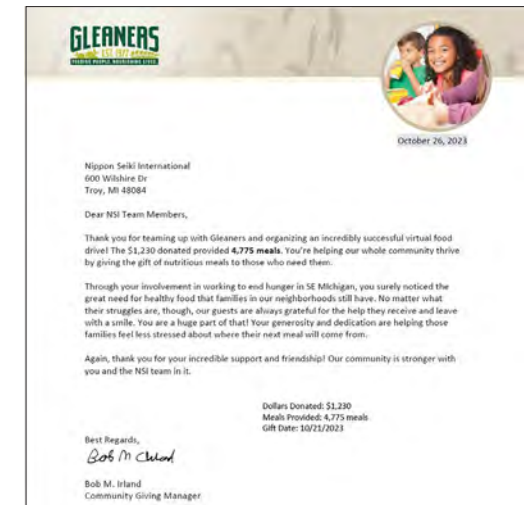 GLEANERS
EST. 1977
FEEDING PEOPLE. NOURISHING LIVES.
October 26, 2023
Nippon Seiki International
600 Wilshire Dr
Troy, MI 48084
Dear NSI Team Members,
Thank you for teaming up with Gleaners and organizing an incredibly successful virtual food
drive! The $1,230 donated provided 4,775 meals. You're helping our whole community thrive
by giving the gift of nutritious meals to those who need them.
Through your involvement in working to end hunger in SE Michigan, you surely noticed the
great need for healthy food that families in our neighborhoods still have. No matter what
their struggles are, though, our guests are always grateful for the help they receive and leave
with a smile. You are a huge part of that! Your generosity and dedication are helping those
families feel less stressed about where their next meal will come from.
Again, thank you for your incredible support and friendship! Our community is stronger with
you and the NSI team in it.
Dollars Donated: $1,230
Meals Provided: 4,775 meals
Gift Date: 10/21/2023
Best Regards,
Bob M. Irland
Community Giving Manager